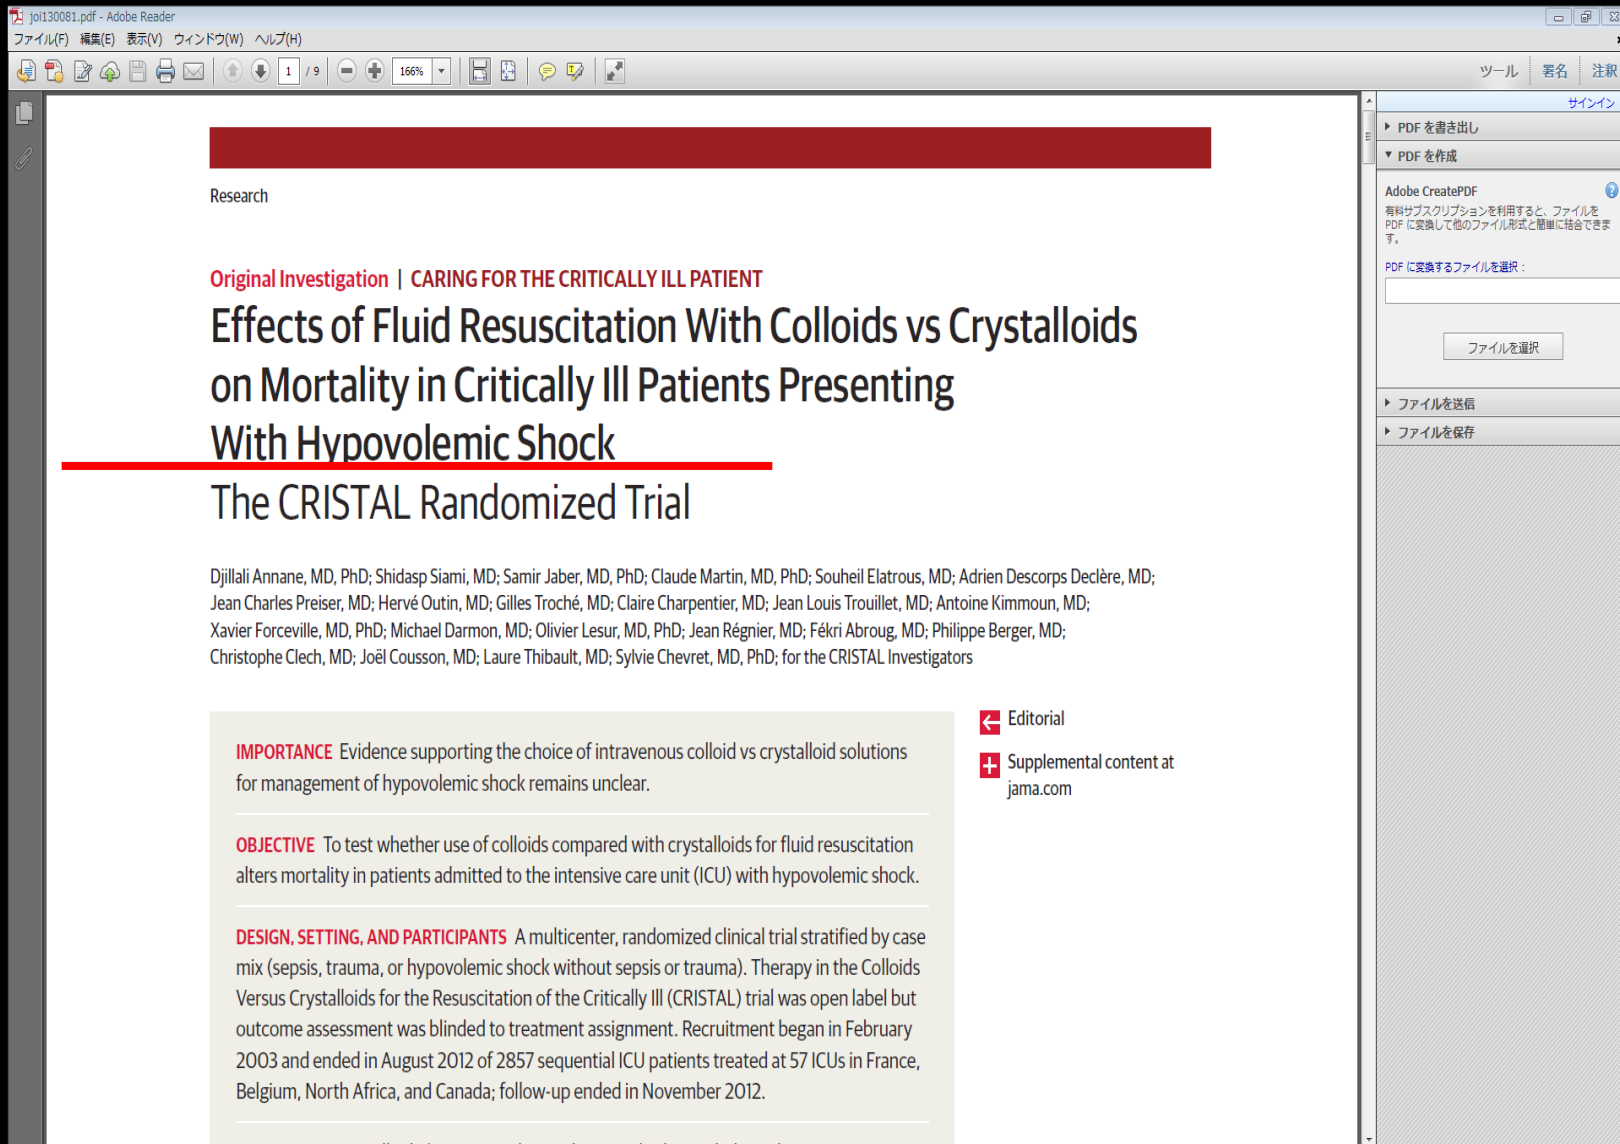 joi130081.pdf - Adobe Reader
ファイル(F) 編集(E) 表示(V) ウィンドウ(W) ヘルプ(H)
1 / 9 166% ツール 署名 注釈
サインイン
PDF を書き出し
PDF を作成
Adobe CreatePDF
有料サブスクリプションを利用すると、ファイルを
PDF に変換して他のファイル形式と簡単に結合できま
す。
PDF に変換するファイルを選択：
ファイルを選択
ファイルを送信
ファイルを保存
Research
Original Investigation | CARING FOR THE CRITICALLY ILL PATIENT
Effects of Fluid Resuscitation With Colloids vs Crystalloids
on Mortality in Critically Ill Patients Presenting
With Hypovolemic Shock
The CRISTAL Randomized Trial
Djillali Annane, MD, PhD; Shidasp Siami, MD; Samir Jaber, MD, PhD; Claude Martin, MD, PhD; Souheil Elatrous, MD; Adrien Descorps Declère, MD;
Jean Charles Preiser, MD; Hervé Outin, MD; Gilles Troché, MD; Claire Charpentier, MD; Jean Louis Trouillet, MD; Antoine Kimmoun, MD;
Xavier Forceville, MD, PhD; Michael Darmon, MD; Olivier Lesur, MD, PhD; Jean Régnier, MD; Fékri Abroug, MD; Philippe Berger, MD;
Christophe Clech, MD; Joël Cousson, MD; Laure Thibault, MD; Sylvie Chevret, MD, PhD; for the CRISTAL Investigators
IMPORTANCE Evidence supporting the choice of intravenous colloid vs crystalloid solutions
for management of hypovolemic shock remains unclear.
OBJECTIVE To test whether use of colloids compared with crystalloids for fluid resuscitation
alters mortality in patients admitted to the intensive care unit (ICU) with hypovolemic shock.
DESIGN, SETTING, AND PARTICIPANTS A multicenter, randomized clinical trial stratified by case
mix (sepsis, trauma, or hypovolemic shock without sepsis or trauma). Therapy in the Colloids
Versus Crystalloids for the Resuscitation of the Critically Ill (CRISTAL) trial was open label but
outcome assessment was blinded to treatment assignment. Recruitment began in February
2003 and ended in August 2012 of 2857 sequential ICU patients treated at 57 ICUs in France,
Belgium, North Africa, and Canada; follow-up ended in November 2012.
Editorial
Supplemental content at
jama.com